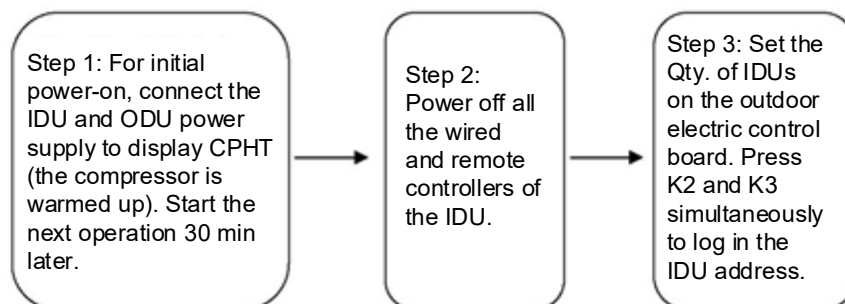 Step 1: For initial
power-on, connect the
IDU and ODU power
supply to display CPHT
(the compressor is
warmed up). Start the
next operation 30 min
later.
Step 2:
Power off all
the wired
and remote
controllers of
the IDU.
Step 3: Set the
Qty. of IDUs
on the outdoor
electric control
board. Press
K2 and K3
simultaneously
to log in the
IDU address.